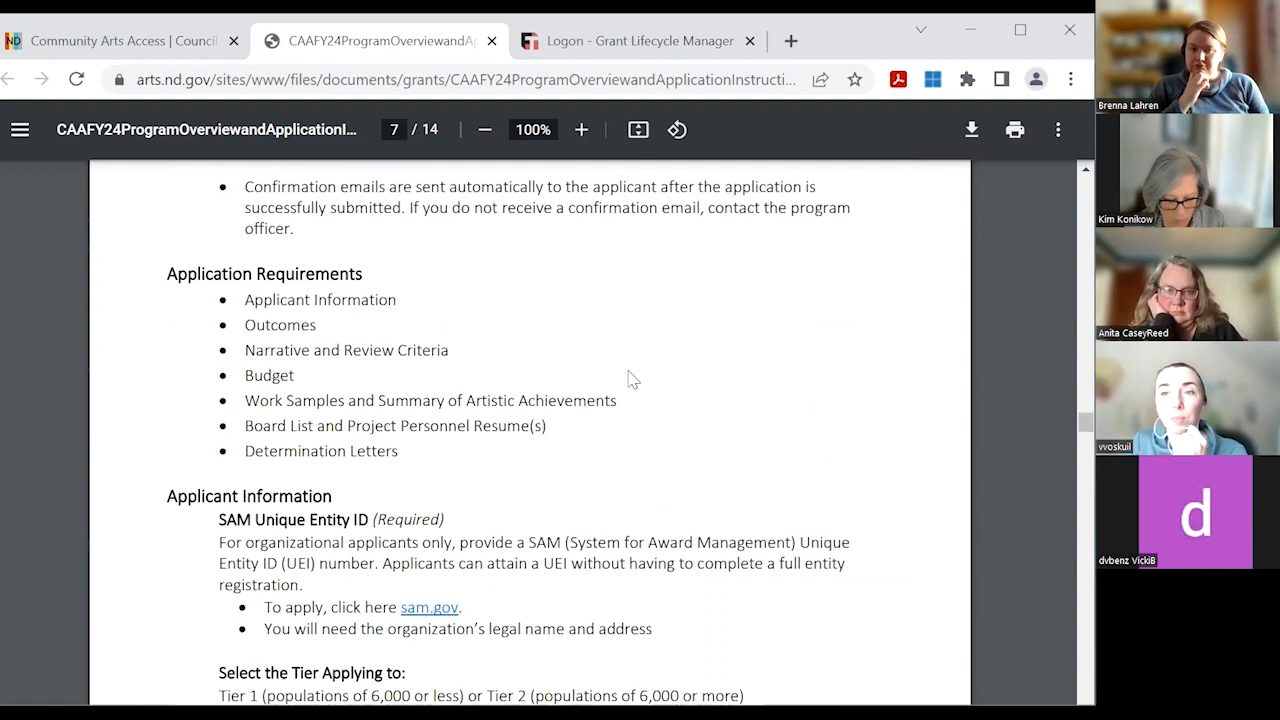 Community Arts Access | Council
CAAFY24ProgramOverviewandA
Logon - Grant Lifecycle Manager
arts.nd.gov/sites/www/files/documents/grants/CAAFY24ProgramOverviewandApplicationInstructi...
CAAFY24ProgramOverviewandApplicationI...
7 / 14
100%
• Confirmation emails are sent automatically to the applicant after the application is
successfully submitted. If you do not receive a confirmation email, contact the program
officer.
Application Requirements
• Applicant Information
• Outcomes
• Narrative and Review Criteria
• Budget
• Work Samples and Summary of Artistic Achievements
• Board List and Project Personnel Resume(s)
• Determination Letters
Applicant Information
SAM Unique Entity ID (Required)
For organizational applicants only, provide a SAM (System for Award Management) Unique
Entity ID (UEI) number. Applicants can attain a UEI without having to complete a full entity
registration.
• To apply, click here sam.gov.
• You will need the organization's legal name and address
Select the Tier Applying to:
Tier 1 (populations of 6,000 or less) or Tier 2 (populations of 6,000 or more)
Brenna Lahren
Kim Konikow
Anita CaseyReed
vvoskuil
d
dvbenz VickiB